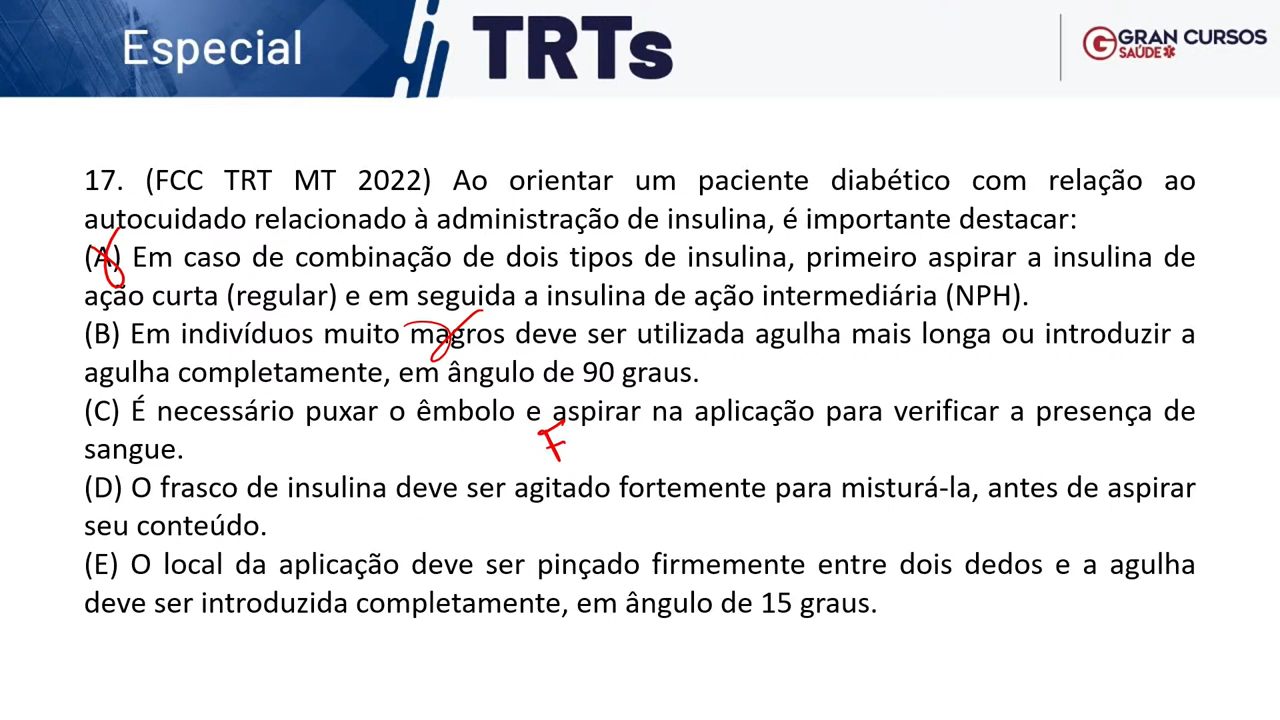 Especial
TRTs
GRAN CURSOS
SAÚDE
17. (FCC TRT MT 2022) Ao orientar um paciente diabético com relação ao
autocuidado relacionado à administração de insulina, é importante destacar:
(A) Em caso de combinação de dois tipos de insulina, primeiro aspirar a insulina de
ação curta (regular) e em seguida a insulina de ação intermediária (NPH).
(B) Em indivíduos muito magros deve ser utilizada agulha mais longa ou introduzir a
agulha completamente, em ângulo de 90 graus.
(C) É necessário puxar o êmbolo e aspirar na aplicação para verificar a presença de
sangue.
F
(D) O frasco de insulina deve ser agitado fortemente para misturá-la, antes de aspirar
seu conteúdo.
(E) O local da aplicação deve ser pinçado firmemente entre dois dedos e a agulha
deve ser introduzida completamente, em ângulo de 15 graus.